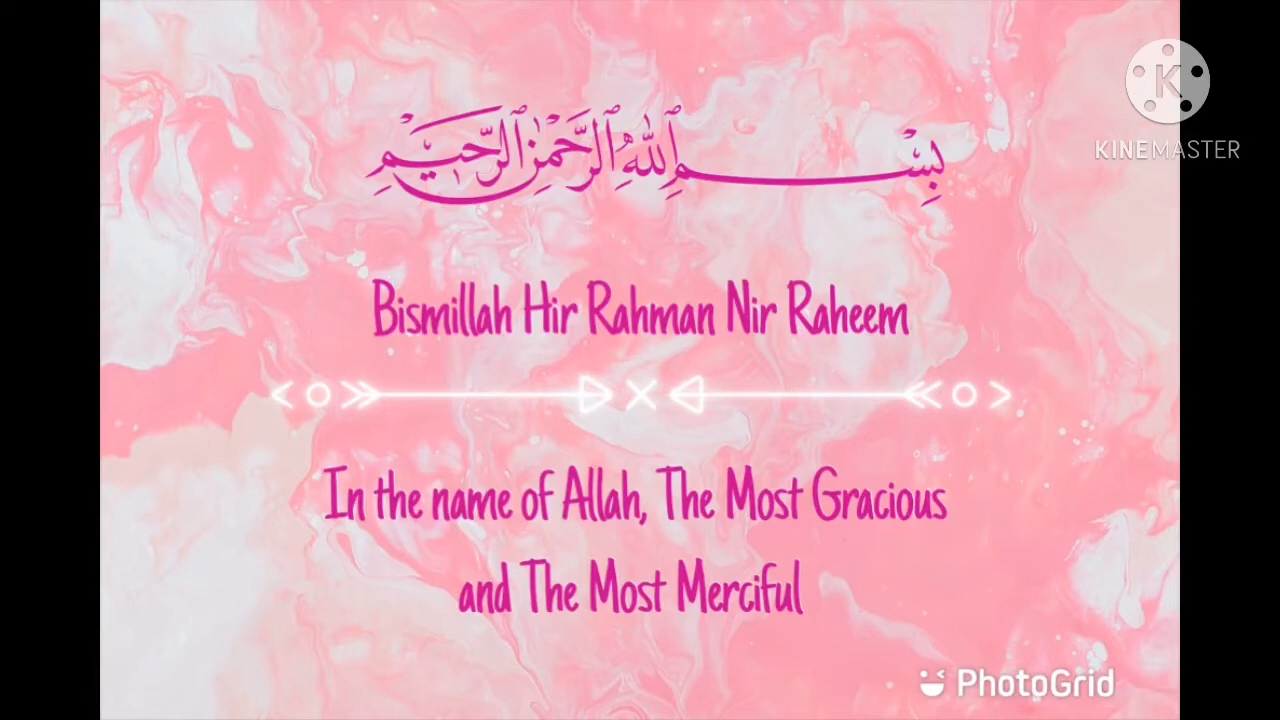 بِسْمِ ٱللَّهِ ٱلرَّحْمَٰنِ ٱلرَّحِيمِ
KINEMASTER
Bismillah Hir Rahman Nir Raheem
In the name of Allah, The Most Gracious
and The Most Merciful
PhotoGrid